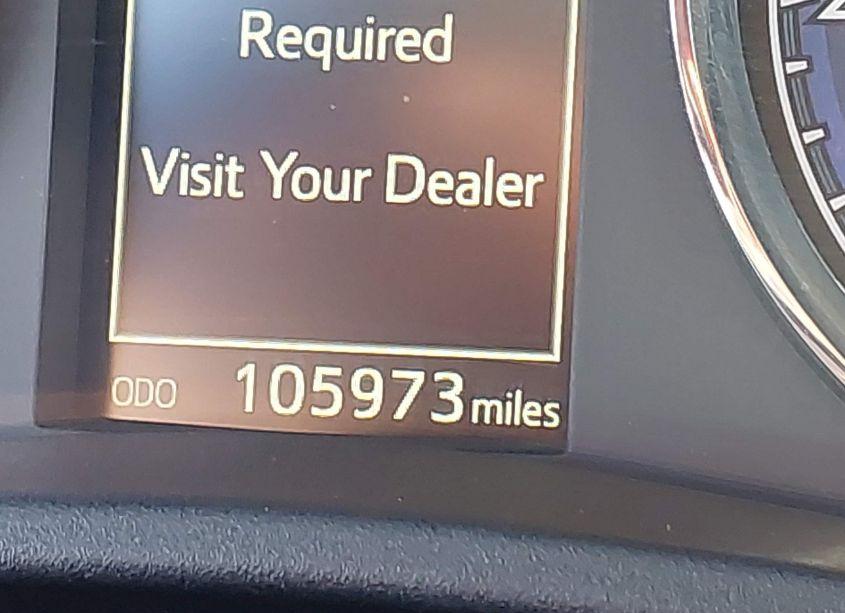 Required
Visit Your Dealer
ODO 105973 miles